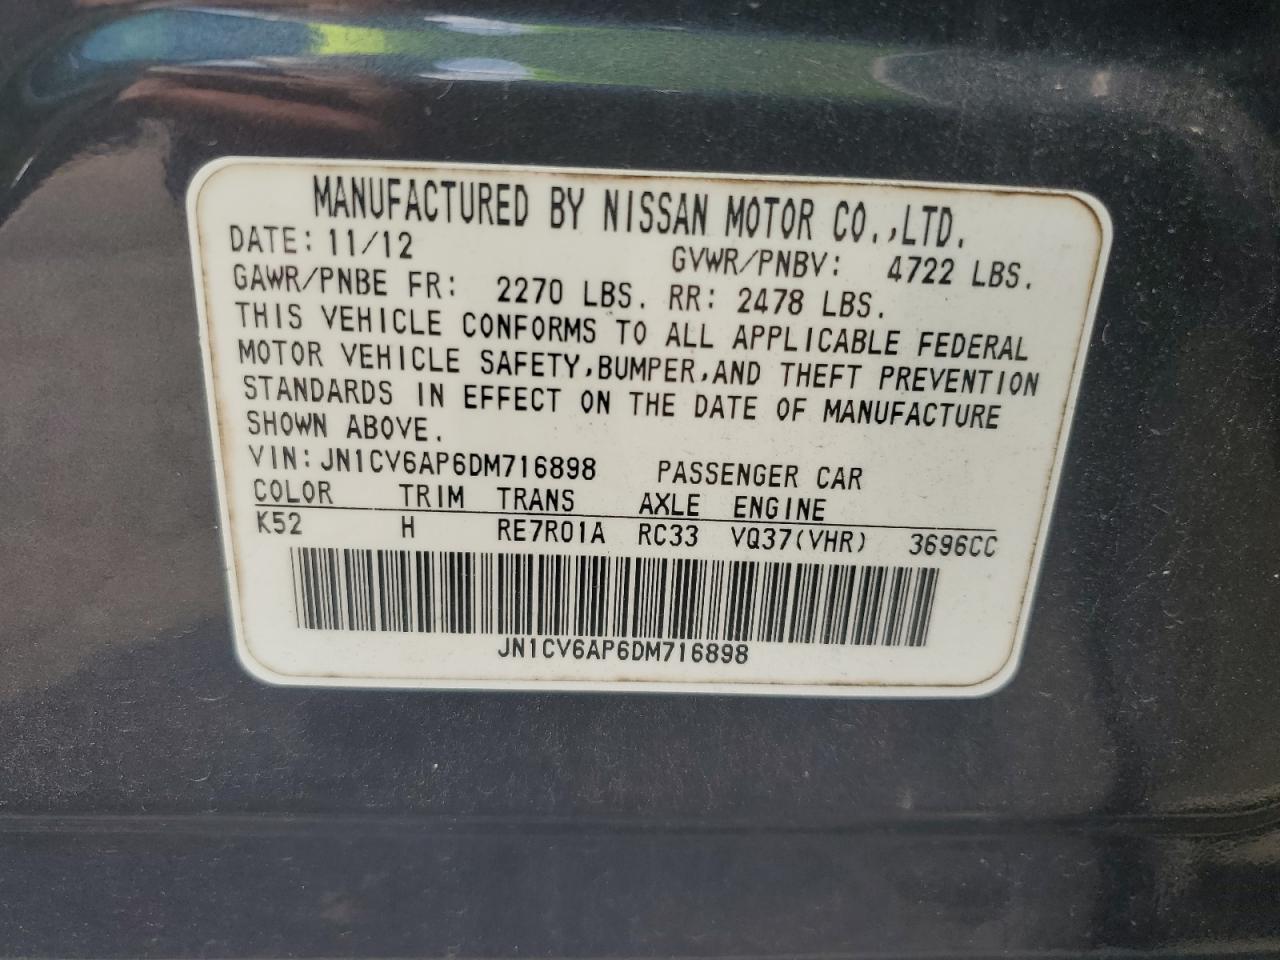 MANUFACTURED BY NISSAN MOTOR CO.,LTD.
DATE: 11/12 GVWR/PNBV: 4722 LBS.
GAWR/PNBE FR: 2270 LBS. RR: 2478 LBS.
THIS VEHICLE CONFORMS TO ALL APPLICABLE FEDERAL
MOTOR VEHICLE SAFETY,BUMPER,AND THEFT PREVENTION
STANDARDS IN EFFECT ON THE DATE OF MANUFACTURE
SHOWN ABOVE.
VIN: JN1CV6AP6DM716898 PASSENGER CAR
COLOR TRIM TRANS AXLE ENGINE
K52 H RE7R01A RC33 VQ37(VHR) 3696CC
JN1CV6AP6DM716898